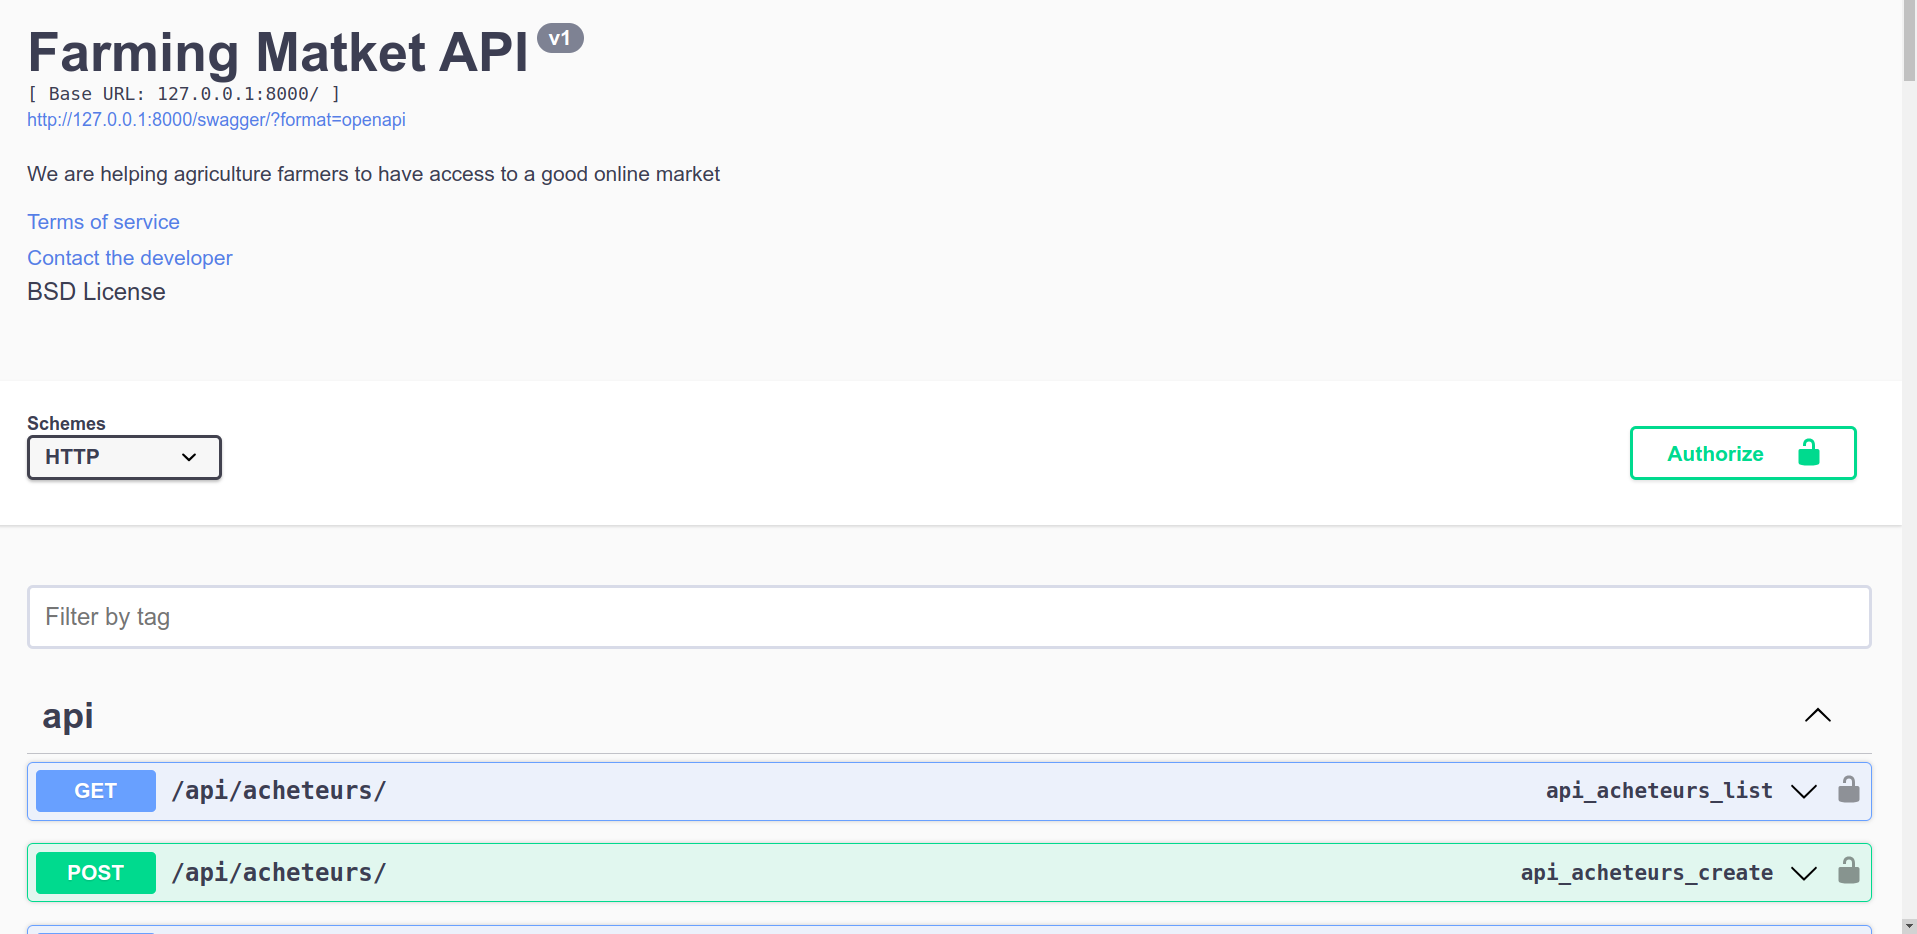 Farming Matket API v1
[ Base URL: 127.0.0.1:8000/ ]
http://127.0.0.1:8000/swagger/?format=openapi
We are helping agriculture farmers to have access to a good online market
Terms of service
Contact the developer
BSD License
Schemes
HTTP
Authorize
Filter by tag
api
GET /api/acheteurs/ api_acheteurs_list
POST /api/acheteurs/ api_acheteurs_create